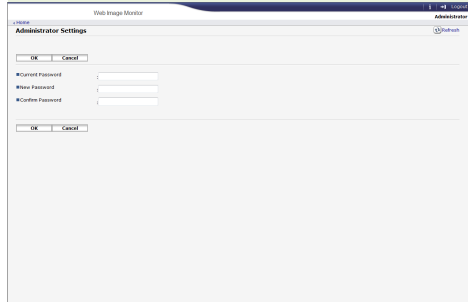 Logout
Web Image Monitor
Administrator
Home
Administrator Settings
Refresh
OK Cancel
Current Password :
New Password :
Confirm Password :
OK Cancel